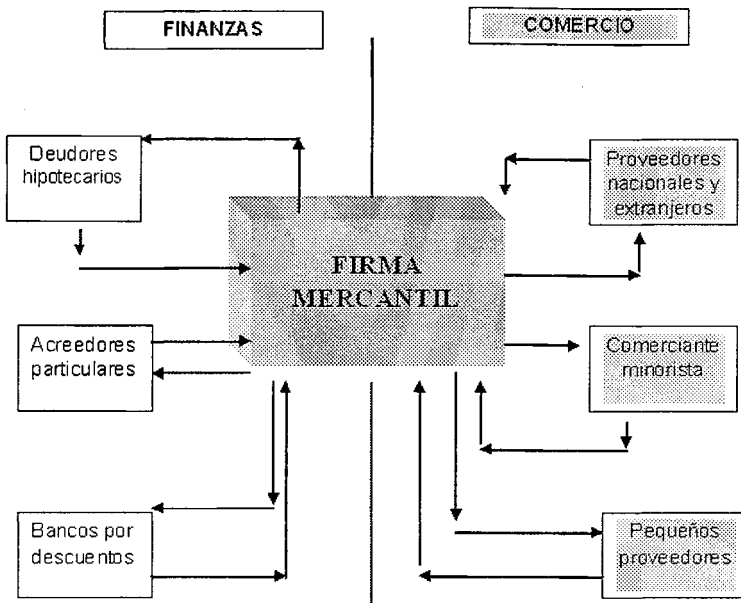 FINANZAS
COMERCIO
Deudores
hipotecarios
Proveedores
nacionales y
extranjeros
FIRMA
MERCANTIL
Acreedores
particulares
Comerciante
minorista
Bancos por
descuentos
Pequeños
proveedores